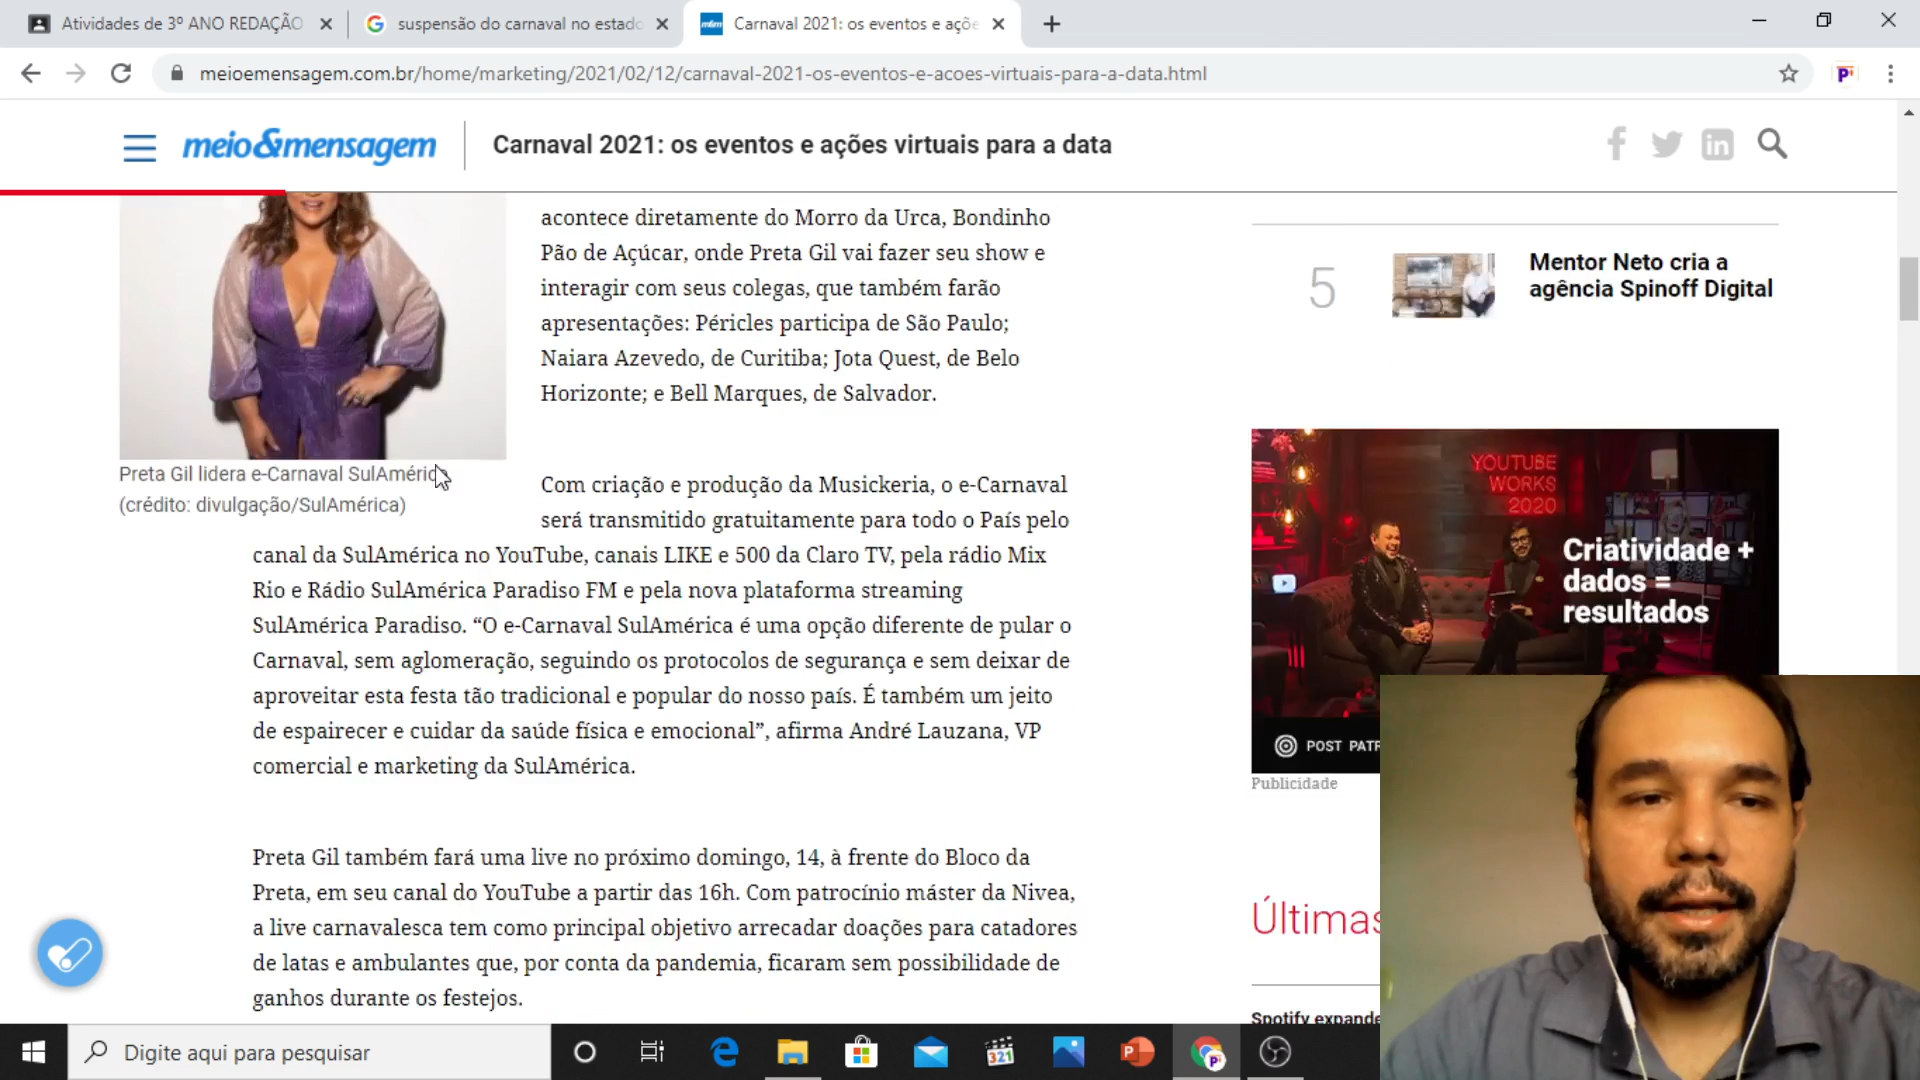 Atividades de 3º ANO REDAÇÃO
suspensão do carnaval no estado
Carnaval 2021: os eventos e açõe
meioemensagem.com.br/home/marketing/2021/02/12/carnaval-2021-os-eventos-e-acoes-virtuais-para-a-data.html
meio&mensagem
Carnaval 2021: os eventos e ações virtuais para a data
acontece diretamente do Morro da Urca, Bondinho
Pão de Açúcar, onde Preta Gil vai fazer seu show e
interagir com seus colegas, que também farão
apresentações: Péricles participa de São Paulo;
Naiara Azevedo, de Curitiba; Jota Quest, de Belo
Horizonte; e Bell Marques, de Salvador.
Preta Gil lidera e-Carnaval SulAmérica
(crédito: divulgação/SulAmérica)
Com criação e produção da Musickeria, o e-Carnaval
será transmitido gratuitamente para todo o País pelo
canal da SulAmérica no YouTube, canais LIKE e 500 da Claro TV, pela rádio Mix
Rio e Rádio SulAmérica Paradiso FM e pela nova plataforma streaming
SulAmérica Paradiso. “O e-Carnaval SulAmérica é uma opção diferente de pular o
Carnaval, sem aglomeração, seguindo os protocolos de segurança e sem deixar de
aproveitar esta festa tão tradicional e popular do nosso país. É também um jeito
de espairecer e cuidar da saúde física e emocional”, afirma André Lauzana, VP
comercial e marketing da SulAmérica.
Preta Gil também fará uma live no próximo domingo, 14, à frente do Bloco da
Preta, em seu canal do YouTube a partir das 16h. Com patrocínio máster da Nivea,
a live carnavalesca tem como principal objetivo arrecadar doações para catadores
de latas e ambulantes que, por conta da pandemia, ficaram sem possibilidade de
ganhos durante os festejos.
5
Mentor Neto cria a
agência Spinoff Digital
YOUTUBE
WORKS
2020
Criatividade +
dados =
resultados
POST PATR
Publicidade
Últimas
Spotify expande
Digite aqui para pesquisar
321